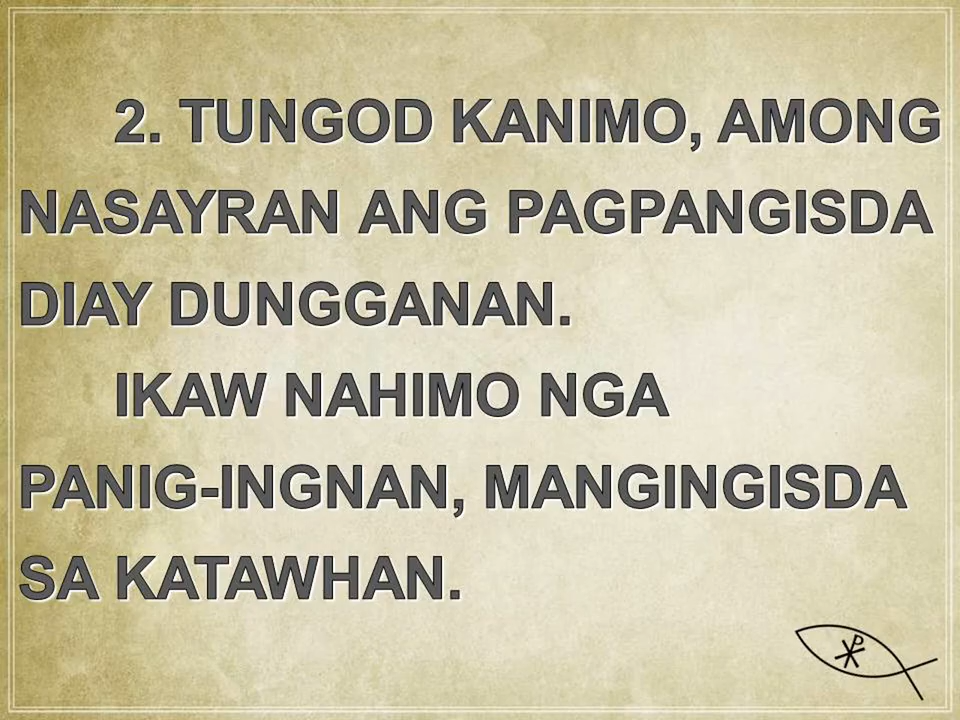 2. TUNGOD KANIMO, AMONG
NASAYRAN ANG PAGPANGISDA
DIAY DUNGGANAN.
IKAW NAHIMO NGA
PANIG-INGNAN, MANGINGISDA
SA KATAWHAN.